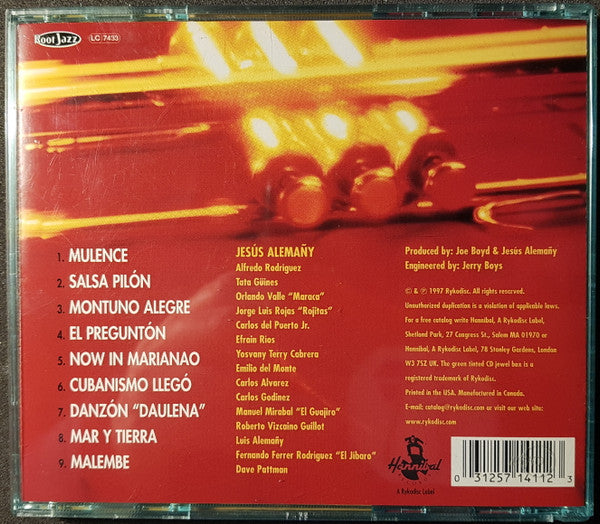 Root Jazz
LC 7433
1. MULENCE
2. SALSA PILÓN
3. MONTUNO ALEGRE
4. EL PREGUNTÓN
5. NOW IN MARIANAO
6. CUBANISMO LLEGÓ
7. DANZÓN "DAULENA"
8. MAR Y TIERRA
9. MALEMBE
JESÚS ALEMAÑY
Alfredo Rodriguez
Tata Güines
Orlando Valle "Maraca"
Jorge Luis Rojas "Rojitas"
Carlos del Puerto Jr.
Efrain Rios
Yosvany Terry Cabrera
Emilio del Monte
Carlos Alvarez
Carlos Godinez
Manuel Mirabal "El Guajiro"
Roberto Vizcaino Guillot
Luis Alemañy
Fernando Ferrer Rodriguez "El Jibaro"
Dave Pattman
Produced by: Joe Boyd & Jesús Alemañy
Engineered by: Jerry Boys
© & ℗ 1997 Rykodisc. All rights reserved.
Unauthorized duplication is a violation of applicable laws.
For a free catalog write Hannibal, A Rykodisc Label,
Shetland Park, 27 Congress St., Salem MA 01970 or
Hannibal, A Rykodisc Label, 78 Stanley Gardens, London
W3 7SZ UK. The green tinted CD jewel box is a
registered trademark of Rykodisc.
Printed in the USA. Manufactured in Canada.
E-mail: catalog@rykodisc.com or visit our web site:
www.rykodisc.com
Hannibal
A Rykodisc Label
0 31257 14112 3